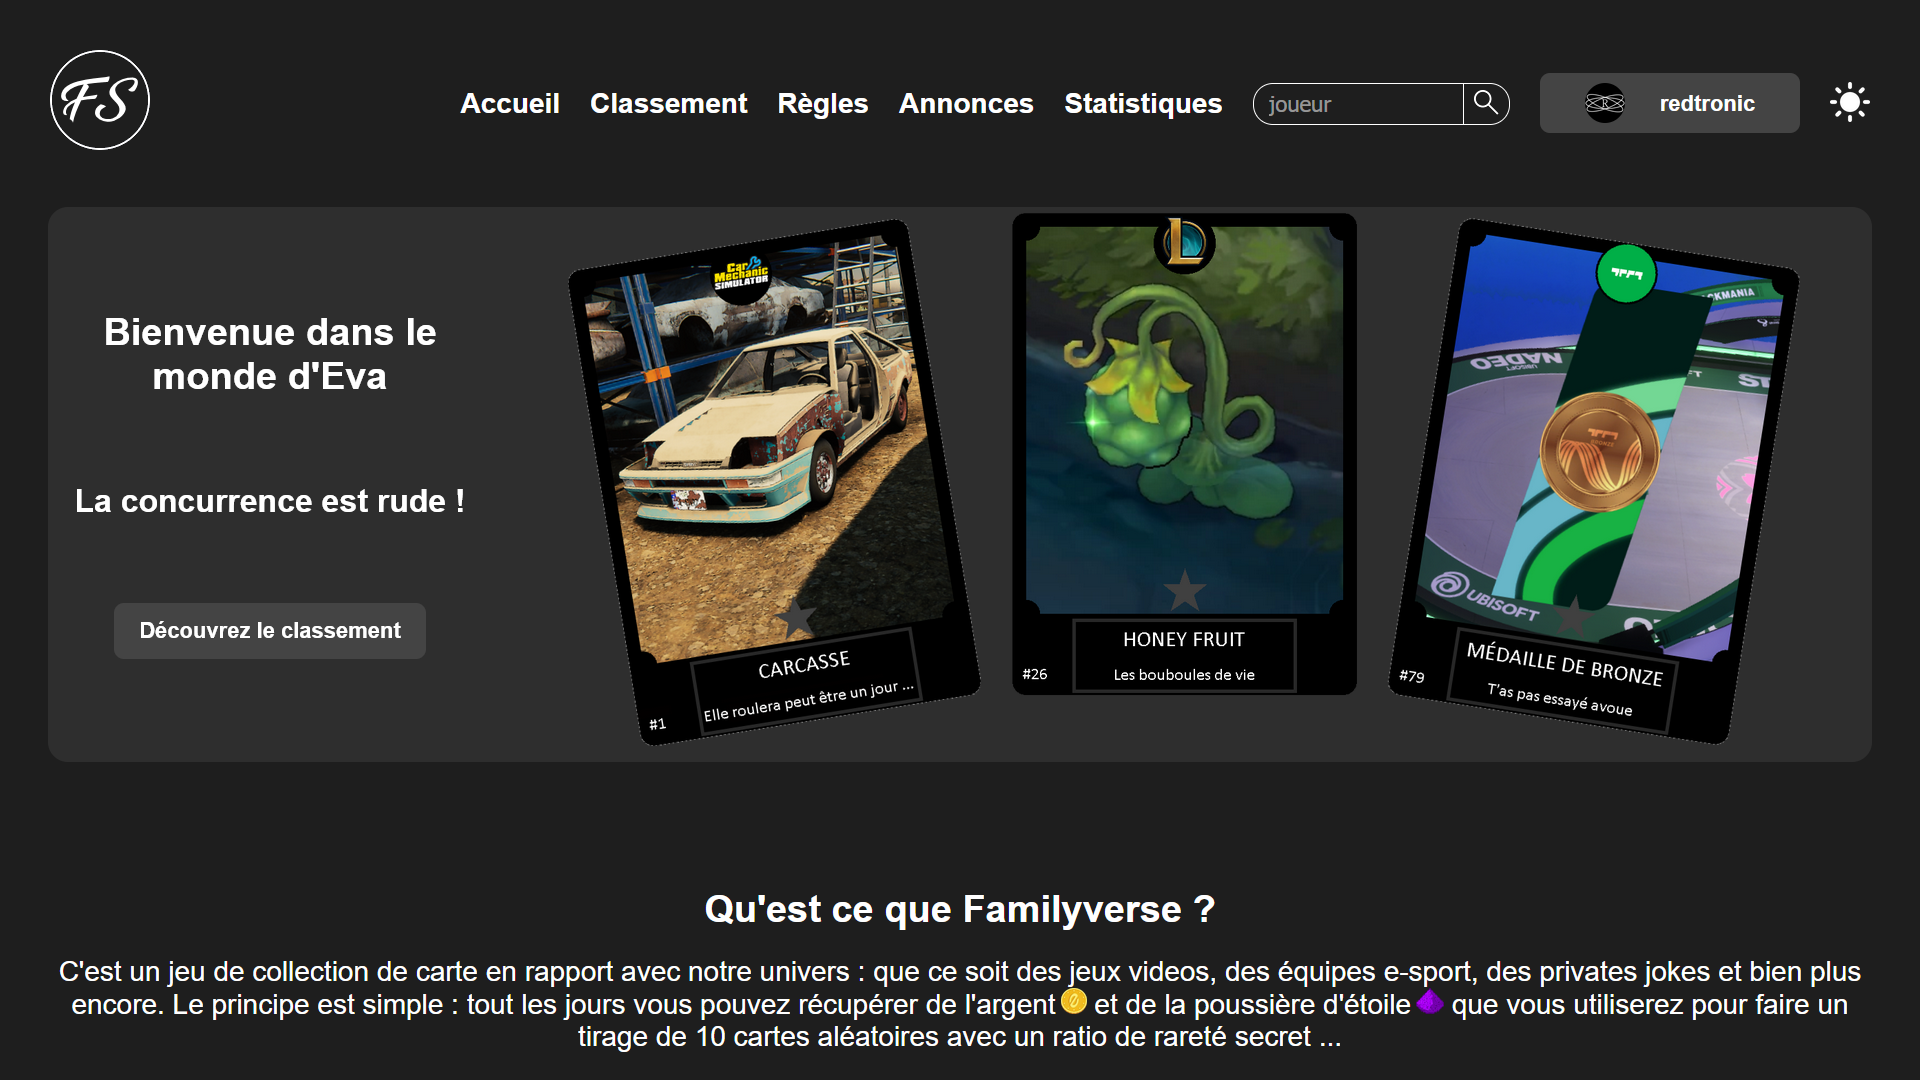 FS
Accueil Classement Règles Annonces Statistiques joueur redtronic
Bienvenue dans le
monde d'Eva
La concurrence est rude !
Découvrez le classement
Car
Mechanic
SIMULATOR
CARCASSE
Elle roulera peut être un jour ...
#1
L
HONEY FRUIT
Les bouboules de vie
#26
CKMANIA
NADEO
UBISOFT
BRONZE
UBISOFT
MÉDAILLE DE BRONZE
T'as pas essayé avoue
#79
Qu'est ce que Familyverse ?
C'est un jeu de collection de carte en rapport avec notre univers : que ce soit des jeux videos, des équipes e-sport, des privates jokes et bien plus
encore. Le principe est simple : tout les jours vous pouvez récupérer de l'argent et de la poussière d'étoile que vous utiliserez pour faire un
tirage de 10 cartes aléatoires avec un ratio de rareté secret ...